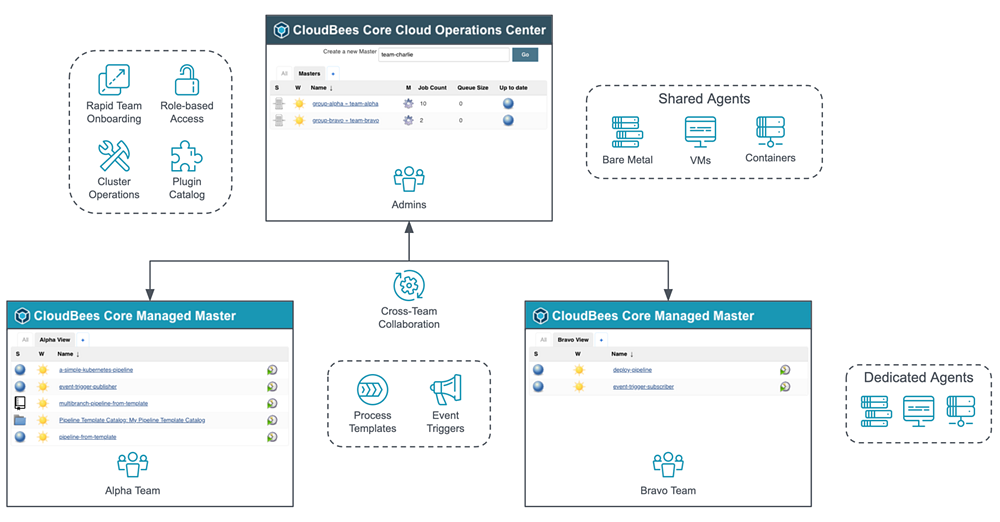 CloudBees Core Cloud Operations Center
Create a new Master
team-charlie
Go
All Masters +
S W Name ↓ M Job Count Queue Size Up to date
group-alpha » team-alpha 10 0
group-bravo » team-bravo 2 0
Admins
Rapid Team
Onboarding
Role-based
Access
Cluster
Operations
Plugin
Catalog
Shared Agents
Bare Metal
VMs
Containers
Cross-Team
Collaboration
CloudBees Core Managed Master
All Alpha View +
S W Name ↓
a-simple-kubernetes-pipeline
event-trigger-publisher
multibranch-pipeline-from-template
Pipeline Template Catalog: My Pipeline Template Catalog
pipeline-from-template
Alpha Team
Process
Templates
Event
Triggers
CloudBees Core Managed Master
All Bravo View +
S W Name ↓
deploy-pipeline
event-trigger-subscriber
Bravo Team
Dedicated Agents